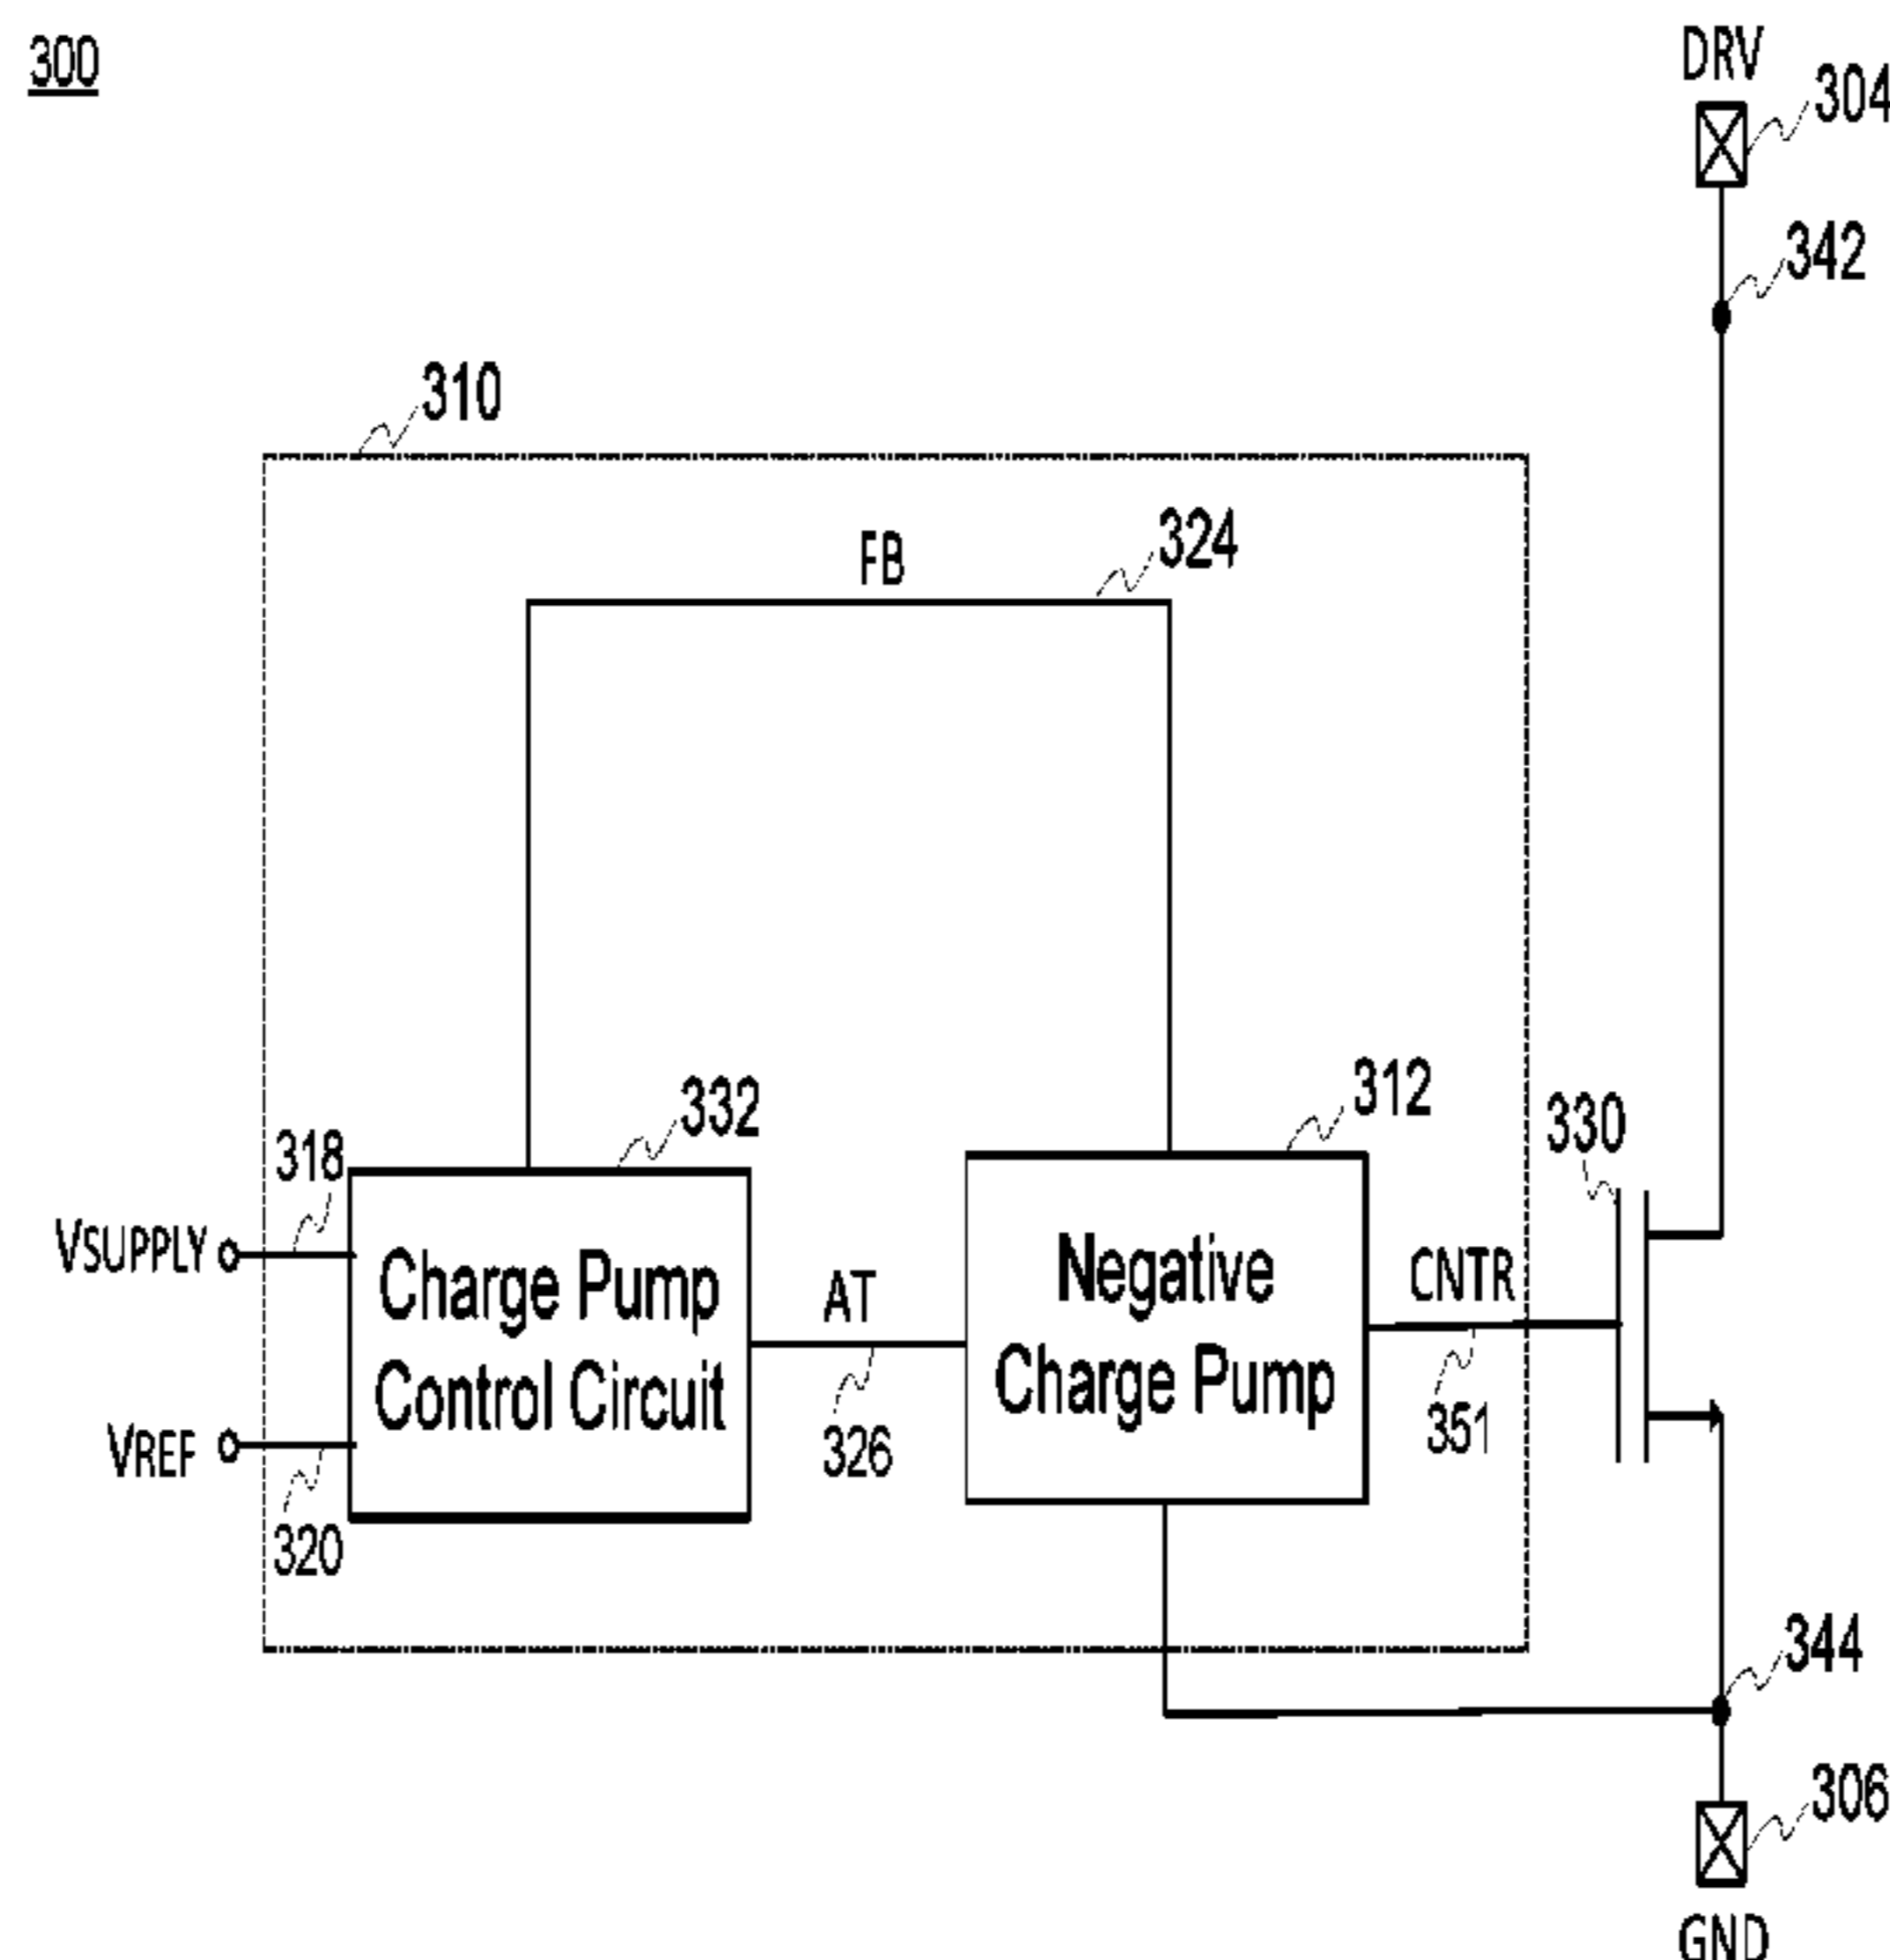 300
DRV
304
342
310
FB
324
332
312
330
318
VSUPPLY
Charge Pump
Control Circuit
AT
326
Negative
Charge Pump
CNTR
351
VREF
320
344
306
GND